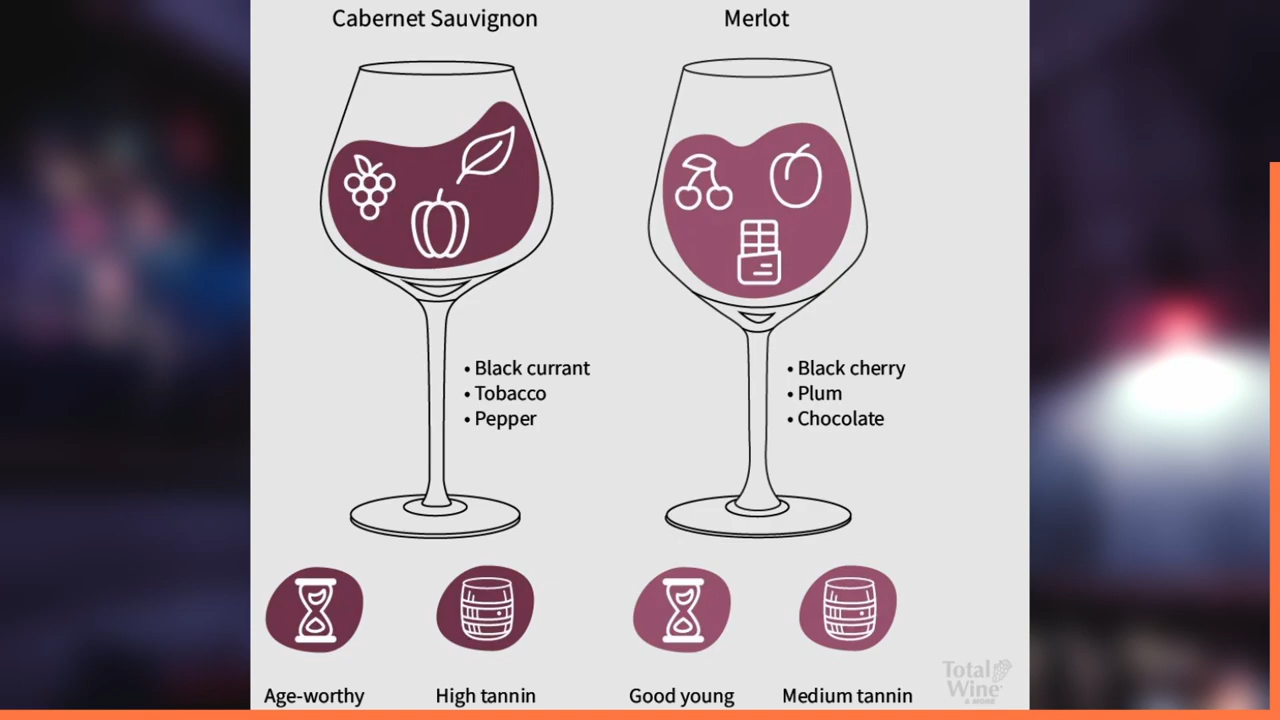 Cabernet Sauvignon
Merlot
• Black currant
• Tobacco
• Pepper
• Black cherry
• Plum
• Chocolate
Age-worthy
High tannin
Good young
Medium tannin
Total
Wine
& MORE